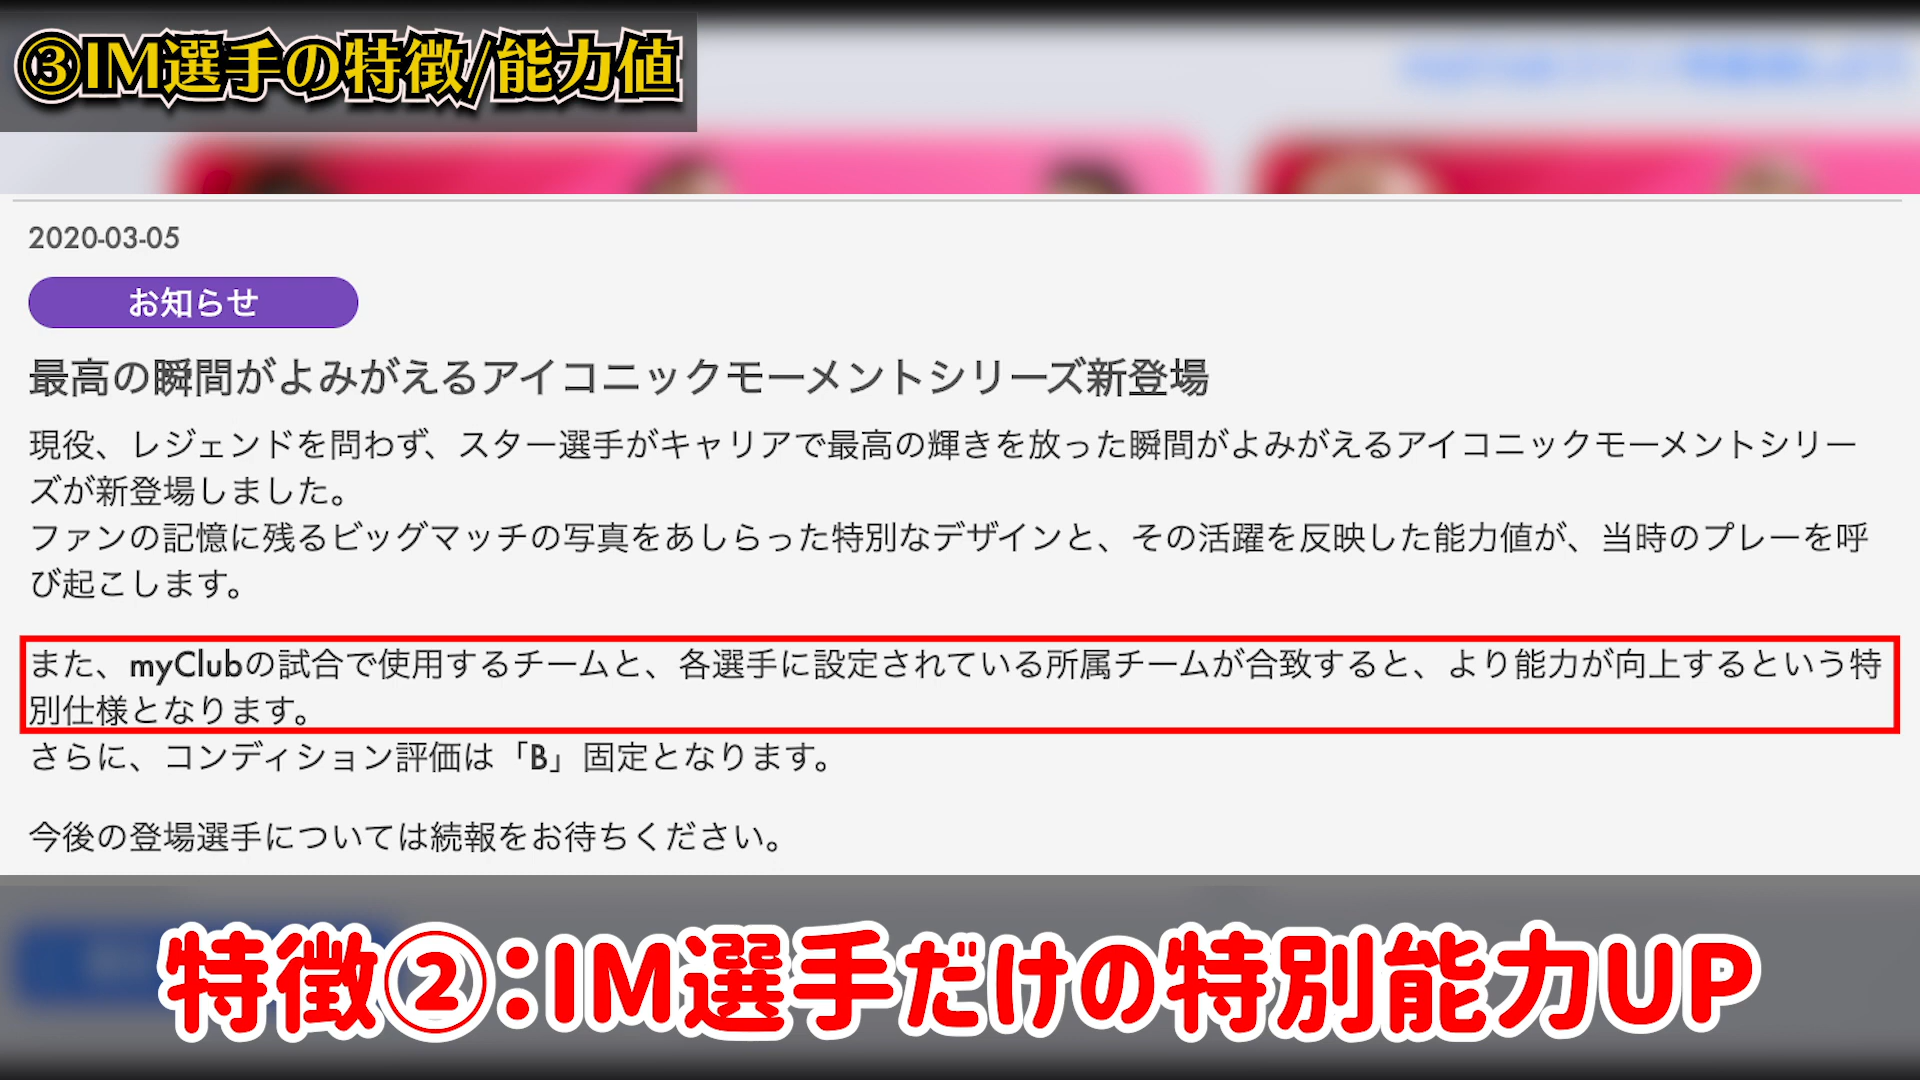 ③IM選手の特徴/能力値
2020-03-05
お知らせ
最高の瞬間がよみがえるアイコニックモーメントシリーズ新登場
現役、レジェンドを問わず、スター選手がキャリアで最高の輝きを放った瞬間がよみがえるアイコニックモーメントシリー
ズが新登場しました。
ファンの記憶に残るビッグマッチの写真をあしらった特別なデザインと、その活躍を反映した能力値が、当時のプレーを呼
び起こします。
また、myClubの試合で使用するチームと、各選手に設定されている所属チームが合致すると、より能力が向上するという特
別仕様となります。
さらに、コンディション評価は「B」固定となります。
今後の登場選手については続報をお待ちください。
特徴②:IM選手だけの特別能力UP